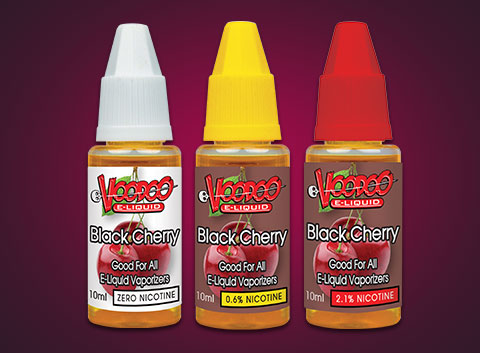 VOODOO
E-LIQUID
Black Cherry
Good For All
E-Liquid Vaporizers
10ml ZERO NICOTINE
VOODOO
E-LIQUID
Black Cherry
Good For All
E-Liquid Vaporizers
10ml 0.6% NICOTINE
VOODOO
E-LIQUID
Black Cherry
Good For All
E-Liquid Vaporizers
10ml 2.1% NICOTINE